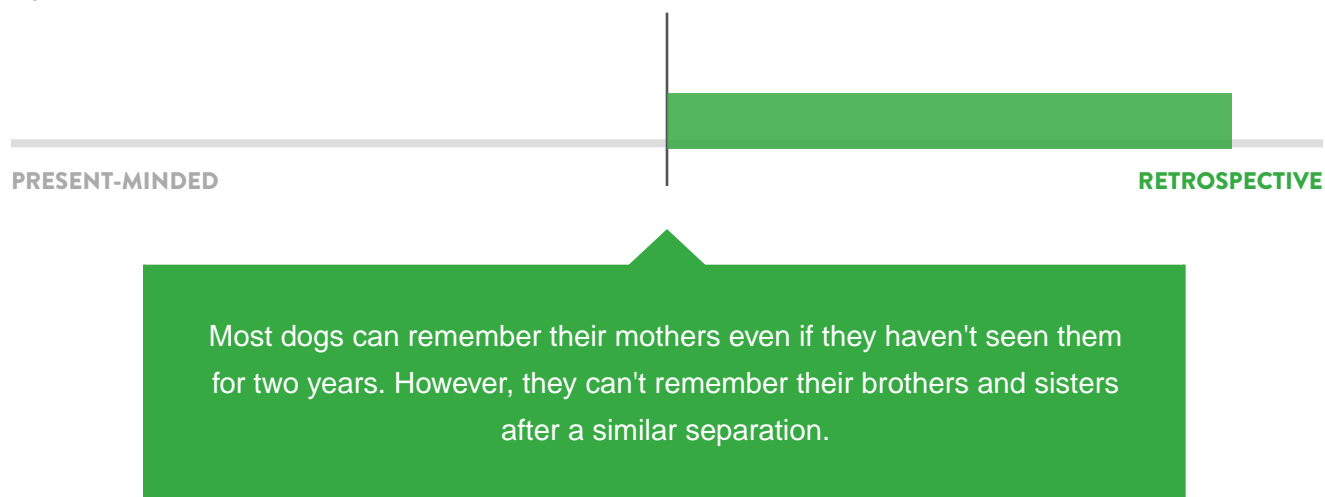 PRESENT-MINDED
RETROSPECTIVE
Most dogs can remember their mothers even if they haven't seen them
for two years. However, they can't remember their brothers and sisters
after a similar separation.